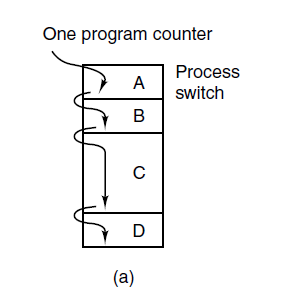 One program counter
Process
switch
A
B
C
D
(a)